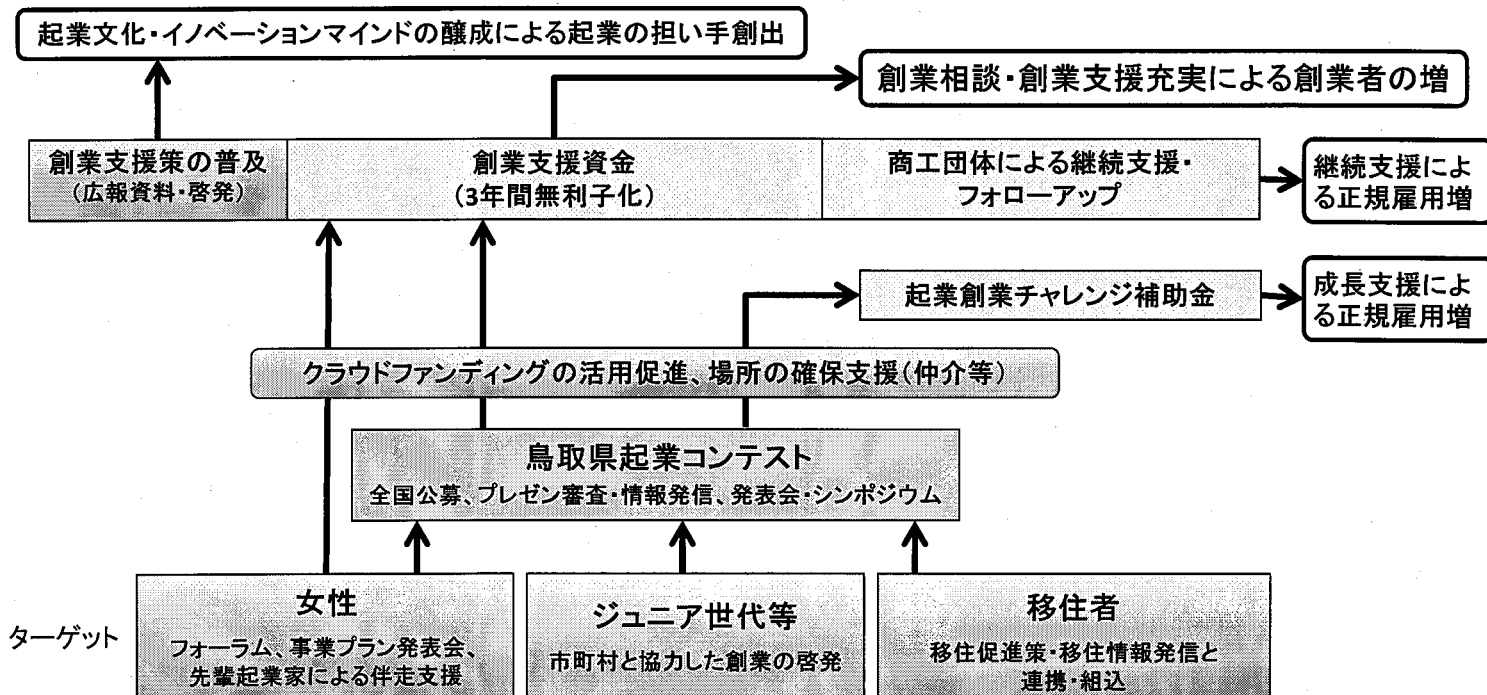 起業文化・イノベーションマインドの醸成による起業の担い手創出
創業相談・創業支援充実による創業者の増
創業支援策の普及
(広報資料・啓発)
創業支援資金
(3年間無利子化)
商工団体による継続支援・
フォローアップ
継続支援によ
る正規雇用増
起業創業チャレンジ補助金
成長支援によ
る正規雇用増
クラウドファンディングの活用促進、場所の確保支援(仲介等)
鳥取県起業コンテスト
全国公募、プレゼン審査・情報発信、発表会・シンポジウム
ターゲット
女性
フォーラム、事業プラン発表会、
先輩起業家による伴走支援
ジュニア世代等
市町村と協力した創業の啓発
移住者
移住促進策・移住情報発信と
連携・組込